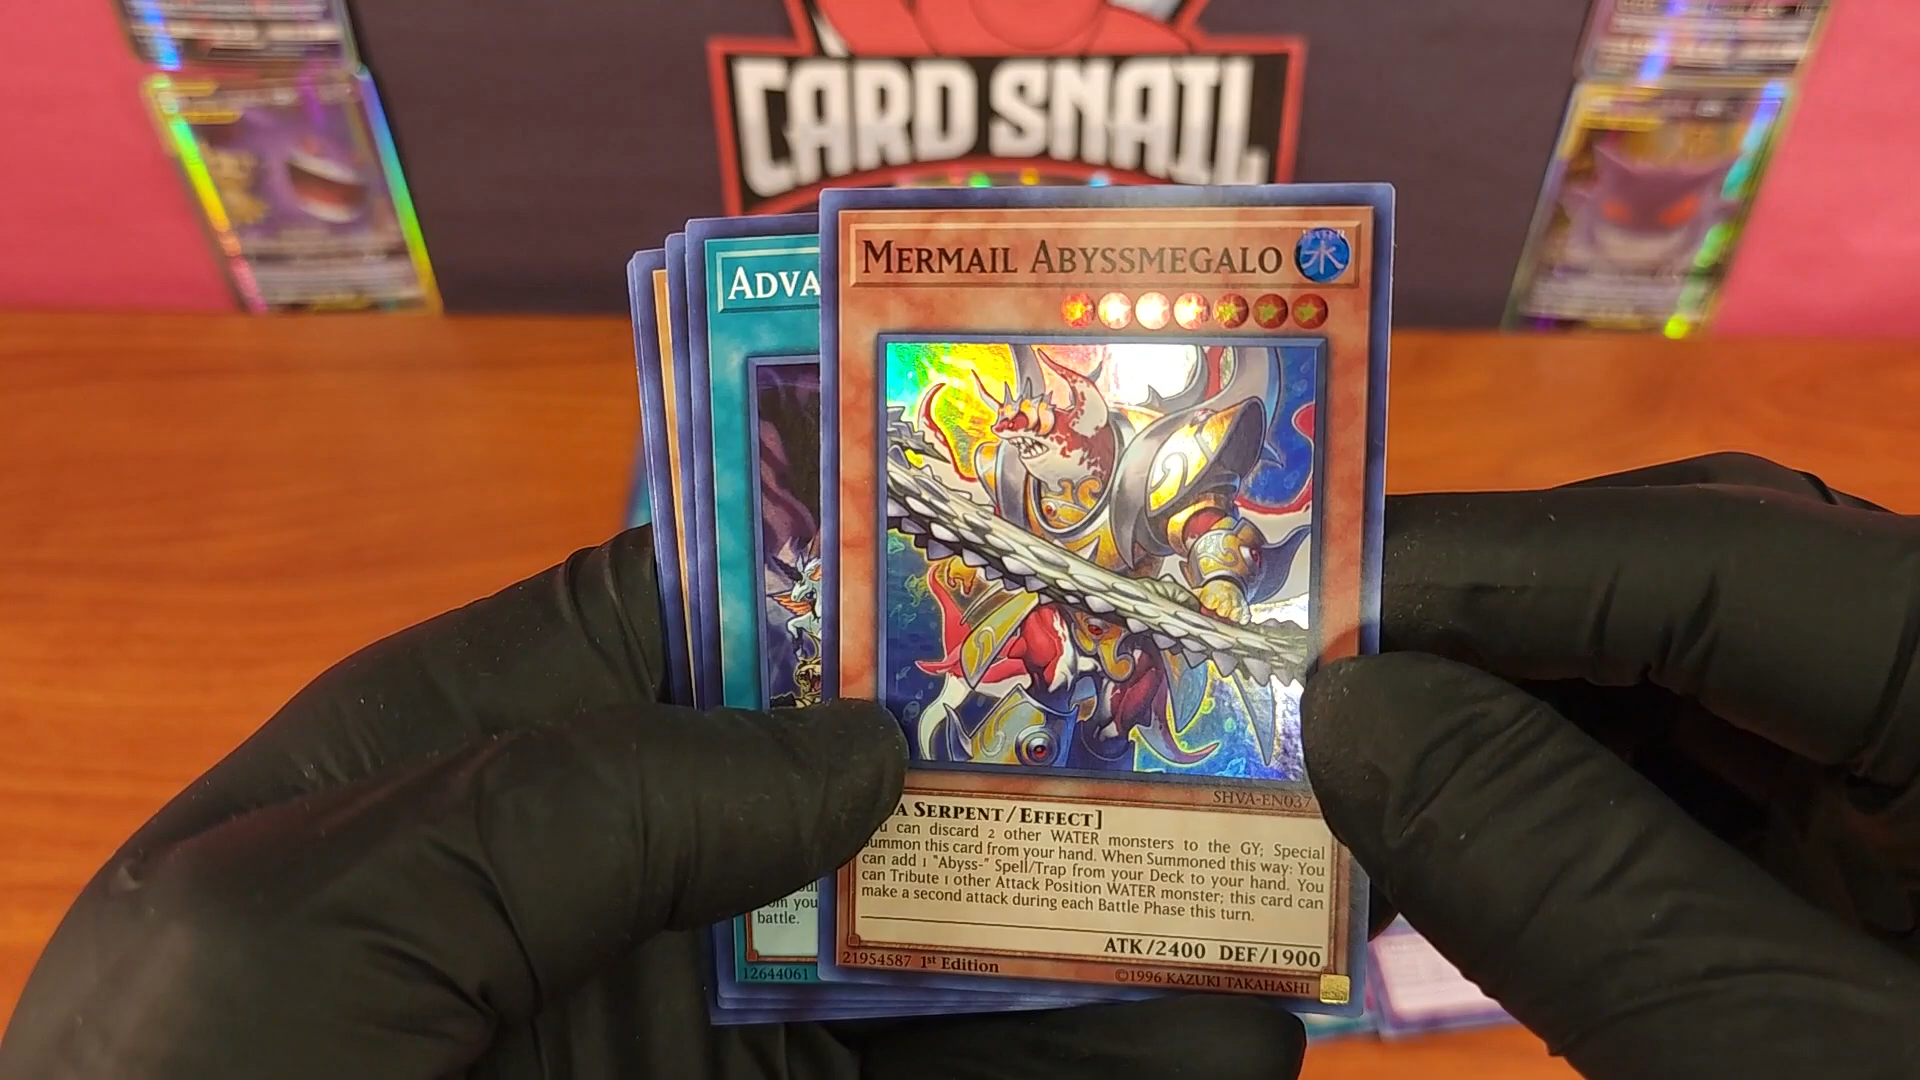 CARD SNAIL
ADVA
MERMAIL ABYSSMEGALO
WATER
水
SHVA-EN037
A SERPENT/EFFECT]
can discard 2 other WATER monsters to the GY; Special
Summon this card from your hand. When Summoned this way: You
can add 1 "Abyss-" Spell/Trap from your Deck to your hand. You
can Tribute 1 other Attack Position WATER monster; this card can
make a second attack during each Battle Phase this turn.
ATK/2400 DEF/1900
21954587 1st Edition
©1996 KAZUKI TAKAHASHI
you
battle.
12644061